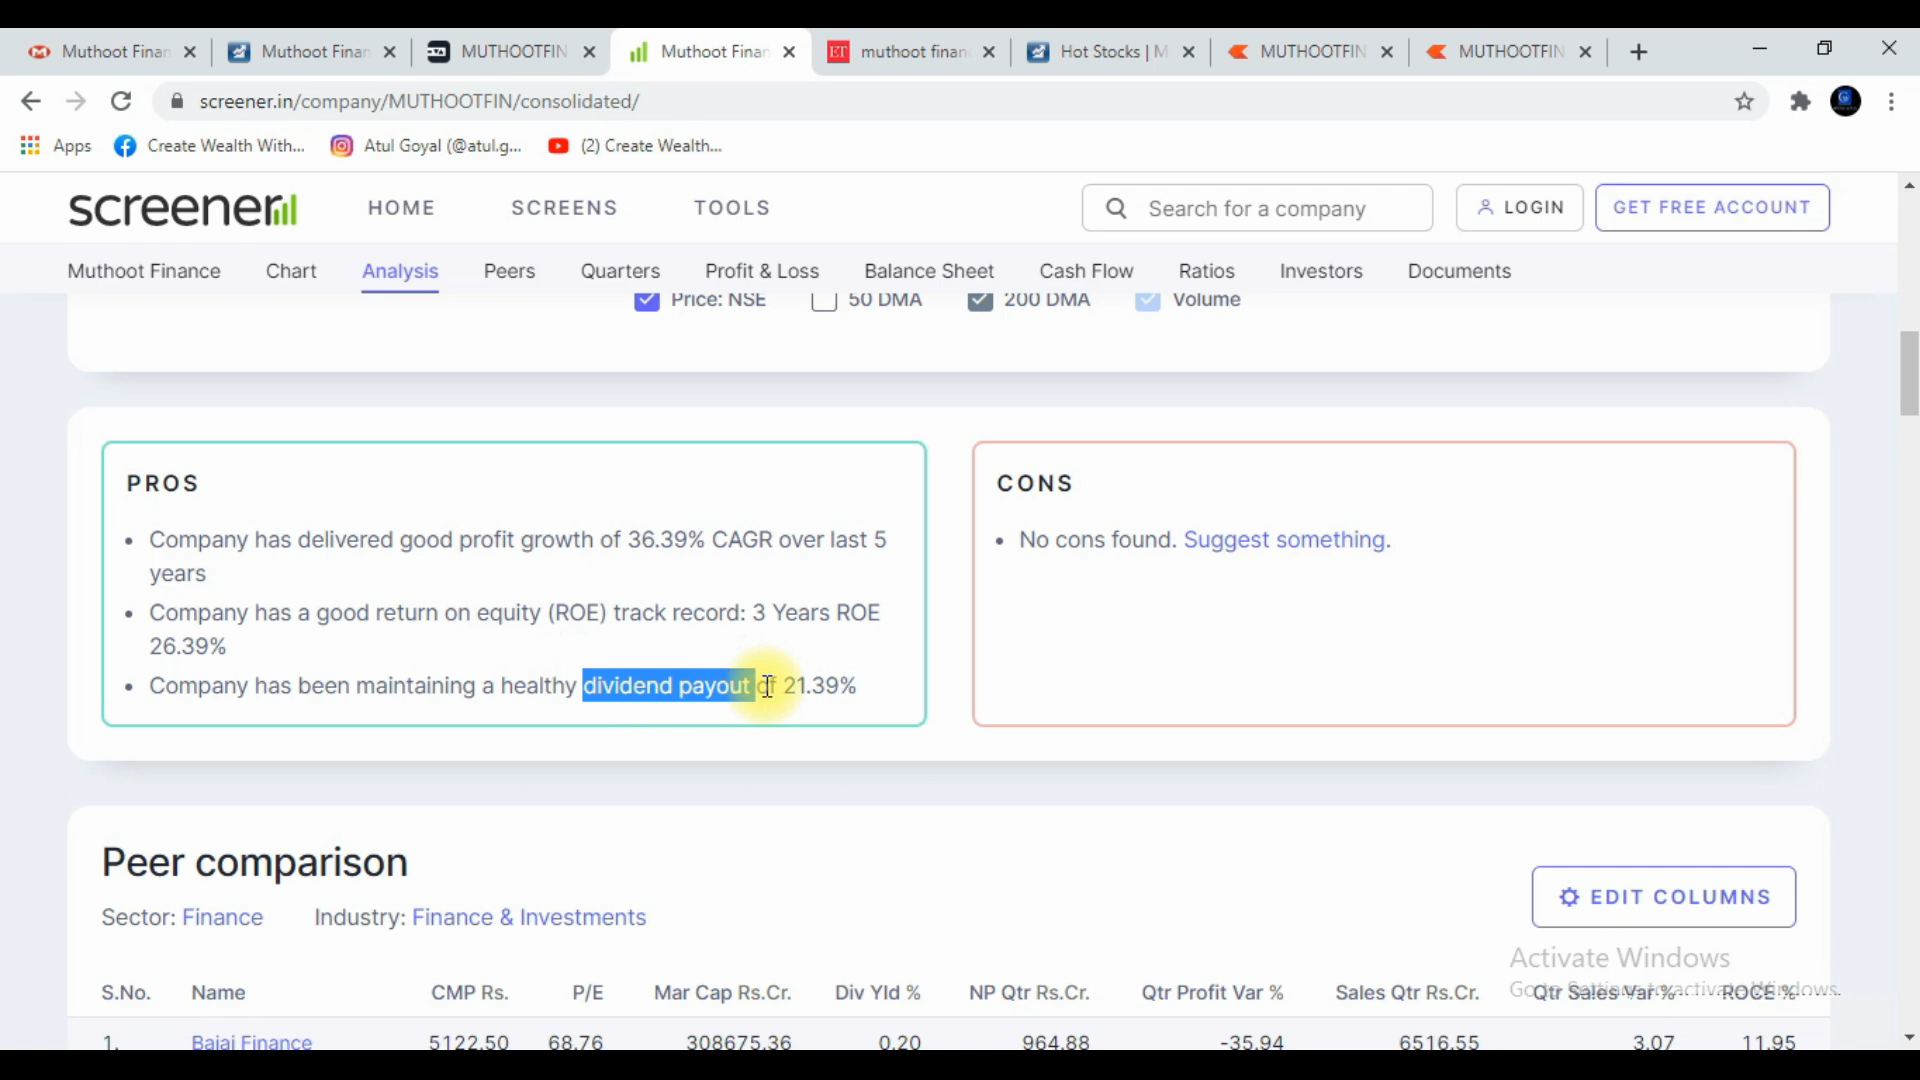 Muthoot Finan
Muthoot Finan
MUTHOOTFIN
Muthoot Finan
ET muthoot finan
Hot Stocks | M
MUTHOOTFIN
MUTHOOTFIN
screener.in/company/MUTHOOTFIN/consolidated/
Apps
Create Wealth With...
Atul Goyal (@atul.g...
(2) Create Wealth...
screener
HOME
SCREENS
TOOLS
Search for a company
LOGIN
GET FREE ACCOUNT
Muthoot Finance
Chart
Analysis
Peers
Quarters
Profit & Loss
Balance Sheet
Cash Flow
Ratios
Investors
Documents
Price: NSE
50 DMA
200 DMA
Volume
PROS
• Company has delivered good profit growth of 36.39% CAGR over last 5
years
• Company has a good return on equity (ROE) track record: 3 Years ROE
26.39%
• Company has been maintaining a healthy dividend payout of 21.39%
CONS
• No cons found. Suggest something.
Peer comparison
Sector: Finance
Industry: Finance & Investments
EDIT COLUMNS
Activate Windows
Go to Settings to activate Windows.
S.No. Name CMP Rs. P/E Mar Cap Rs.Cr. Div Yld % NP Qtr Rs.Cr. Qtr Profit Var % Sales Qtr Rs.Cr. Qtr Sales Var % ROCE %
1. Bajaj Finance 5122.50 68.76 308675.36 0.20 964.88 -35.94 6516.55 3.07 11.95